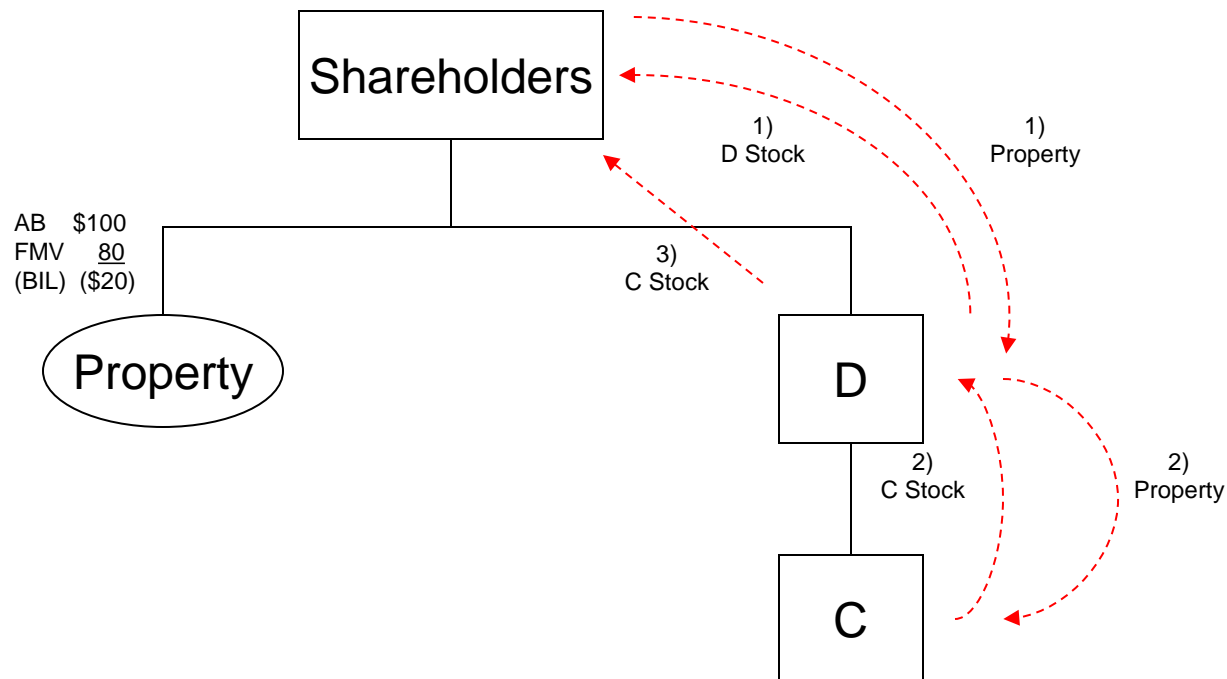 Shareholders
1)
D Stock
1)
Property
AB $100
FMV 80
(BIL) ($20)
3)
C Stock
Property
D
2)
C Stock
2)
Property
C